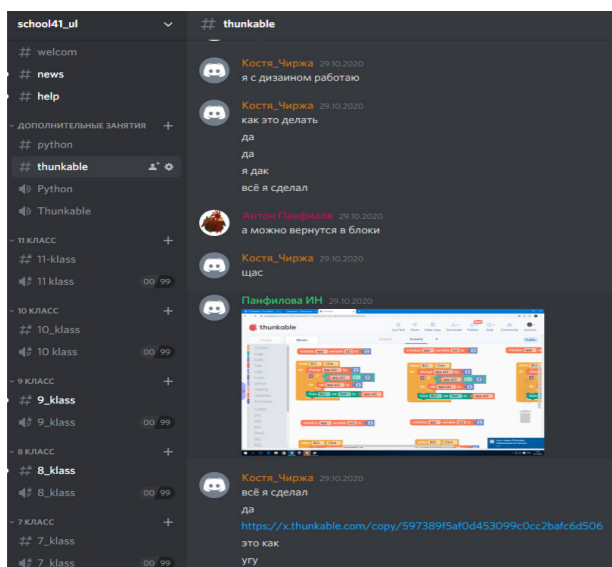 school41_ul
# welcom
# news
# help
ДОПОЛНИТЕЛЬНЫЕ ЗАНЯТИЯ
# python
# thunkable
Python
Thunkable
11 КЛАСС
# 11-klass
11 klass 00 99
10 КЛАСС
# 10_klass
10 klass 00 99
9 КЛАСС
# 9_klass
9_klass 00 99
8 КЛАСС
# 8_klass
8_klass 00 99
7 КЛАСС
# 7_klass
7 klass 00 99
# thunkable
Костя_Чиржа 29.10.2020
я с дизаином работаю
Костя_Чиржа 29.10.2020
как это делать
да
да
я дак
всё я сделал
Антон Панфилов 29.10.2020
а можно вернутся в блоки
Костя_Чиржа 29.10.2020
щас
Панфилова ИН 29.10.2020
thunkable
Костя_Чиржа 29.10.2020
всё я сделал
да
https://x.thunkable.com/copy/597389f5af0d453099c0cc2bafc6d506
это как
угу